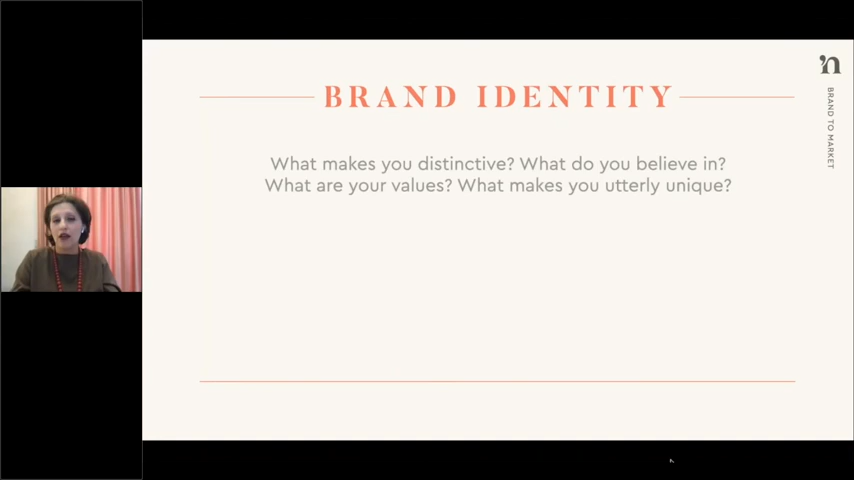 BRAND IDENTITY
What makes you distinctive? What do you believe in?
What are your values? What makes you utterly unique?
'n
BRAND TO MARKET